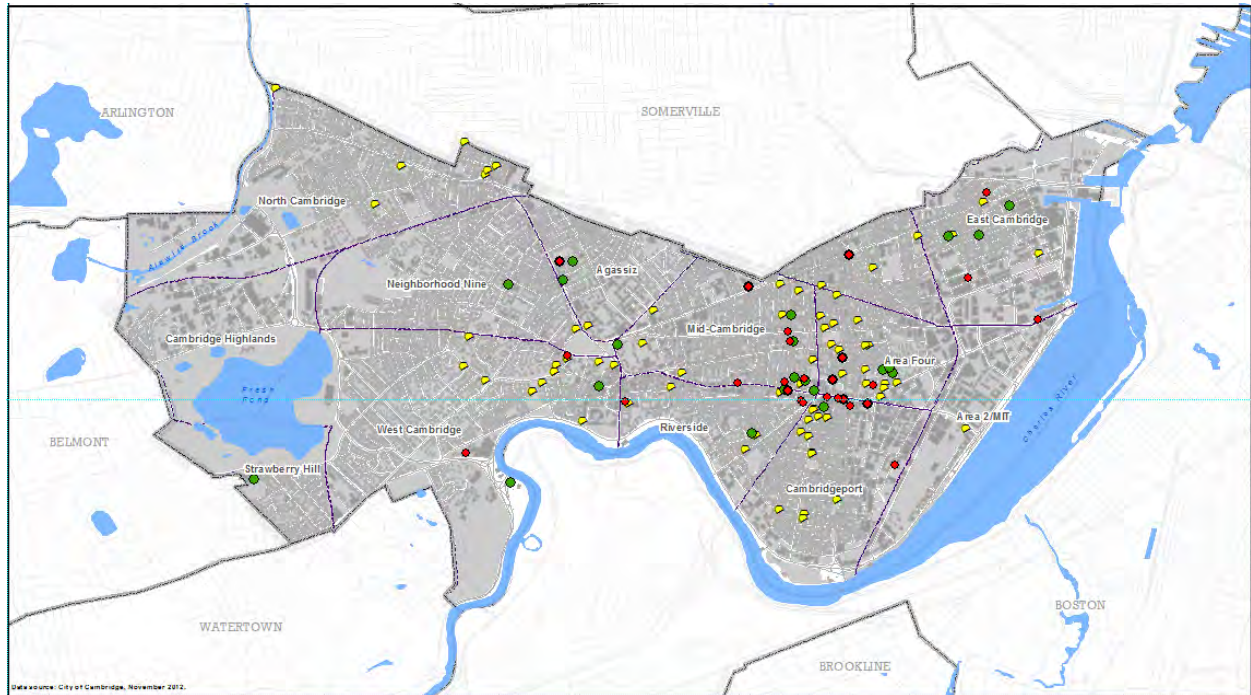 ARLINGTON
SOMERVILLE
North Cambridge
East Cambridge
Alewife Brook
Agassiz
Neighborhood Nine
Mid-Cambridge
Cambridge Highlands
Area Four
Fresh
Pond
Charles River
Area 2/MIT
West Cambridge
Riverside
BELMONT
Strawberry Hill
Cambridgeport
BOSTON
WATERTOWN
BROOKLINE
Data source: City of Cambridge, November 2012.